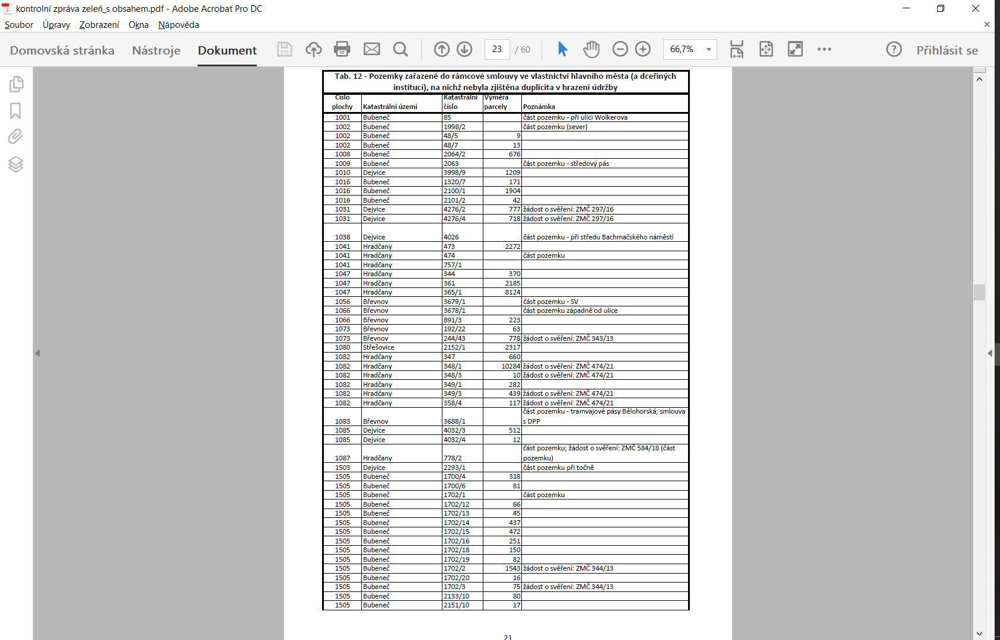 kontrolní zpráva zeleň_s obsahem.pdf - Adobe Acrobat Pro DC
Soubor Úpravy Zobrazení Okna Nápověda
Domovská stránka Nástroje Dokument 23 / 60 66,7% Přihlásit se
Tab. 12 - Pozemky zařazené do rámcové smlouvy ve vlastnictví hlavního města (a dceřiných
institucí), na nichž nebyla zjištěna duplicita v hrazení údržby
Číslo plochy Katastrální území Katastrální číslo Výměra parcely Poznámka
1001 Bubeneč 85 část pozemku - při ulici Wolkerova
1002 Bubeneč 1998/2 část pozemku (sever)
1002 Bubeneč 48/5 9
1002 Bubeneč 48/7 13
1008 Bubeneč 2064/2 676
1009 Bubeneč 2063 část pozemku - středový pás
1010 Dejvice 3998/9 1209
1016 Bubeneč 1320/7 171
1016 Bubeneč 2100/1 1904
1016 Bubeneč 2101/2 42
1031 Dejvice 4276/2 777 žádost o svěření: ZMČ 297/16
1031 Dejvice 4276/4 718 žádost o svěření: ZMČ 297/16
1038 Dejvice 4026 část pozemku - při středu Bachmačského náměstí
1041 Hradčany 473 2272
1041 Hradčany 474 část pozemku
1041 Hradčany 757/1
1047 Hradčany 344 370
1047 Hradčany 361 2185
1047 Hradčany 365/1 8124
1056 Břevnov 3679/1 část pozemku - SV
1066 Břevnov 3678/1 část pozemku západně od ulice
1066 Břevnov 891/3 223
1073 Břevnov 192/22 63
1073 Břevnov 244/43 778 žádost o svěření: ZMČ 343/13
1080 Střešovice 2152/1 2317
1082 Hradčany 347 660
1082 Hradčany 348/1 10284 žádost o svěření: ZMČ 474/21
1082 Hradčany 348/3 10 žádost o svěření: ZMČ 474/21
1082 Hradčany 349/1 282
1082 Hradčany 349/3 439 žádost o svěření: ZMČ 474/21
1082 Hradčany 358/4 117 žádost o svěření: ZMČ 474/21
1083 Břevnov 3688/1 část pozemku - tramvajové pásy Bělohorská; smlouva
s DPP
1085 Dejvice 4032/3 512
1085 Dejvice 4032/4 12
1087 Hradčany 778/2 část pozemku; žádost o svěření: ZMČ 584/18 (část
pozemku)
1503 Dejvice 2293/1 část pozemku při točně
1505 Bubeneč 1700/4 318
1505 Bubeneč 1700/6 81
1505 Bubeneč 1702/1 část pozemku
1505 Bubeneč 1702/12 66
1505 Bubeneč 1702/13 45
1505 Bubeneč 1702/14 437
1505 Bubeneč 1702/15 472
1505 Bubeneč 1702/16 251
1505 Bubeneč 1702/18 150
1505 Bubeneč 1702/19 82
1505 Bubeneč 1702/2 1543 žádost o svěření: ZMČ 344/13
1505 Bubeneč 1702/20 16
1505 Bubeneč 1702/3 75 žádost o svěření: ZMČ 344/13
1505 Bubeneč 2133/10 80
1505 Bubeneč 2151/10 17
21